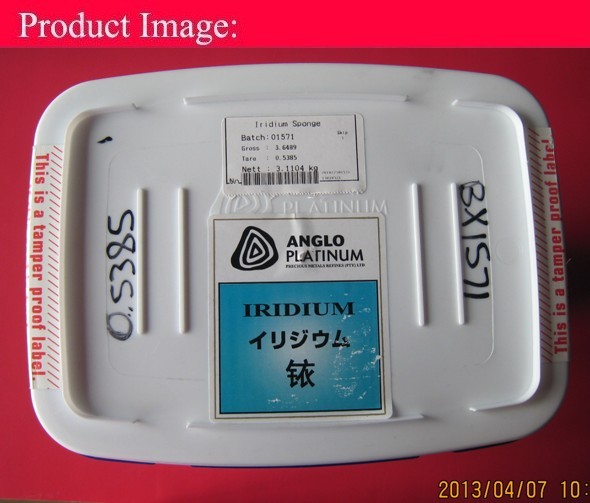 Product Image:
Iridium Sponge
Batch:01571
Skid
Gross : 3.6489
Tare : 0.5385
Nett : 3.1104 kg
PLATINUM
This is a tamper proof label.
0.5385
BX1571
This is a tamper proof label
ANGLO
PLATINUM
PRECIOUS METALS REFINERS (PTY) LTD
IRIDIUM
イリジウム
铱
2013/04/07 10: